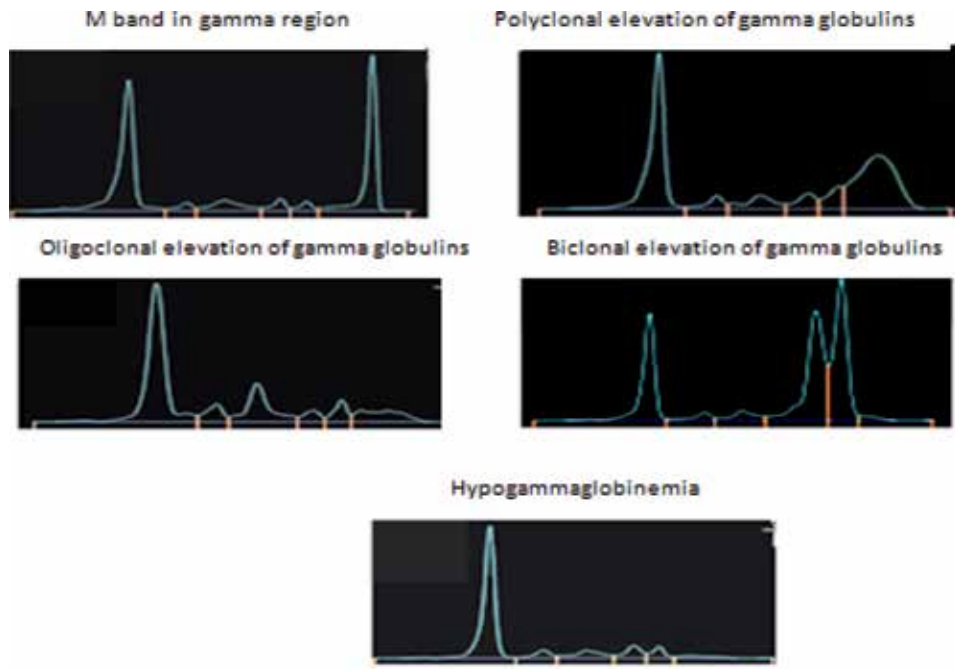 M band in gamma region
Polyclonal elevation of gamma globulins
Oligoclonal elevation of gamma globulins
Biclonal elevation of gamma globulins
Hypogammaglobinemia